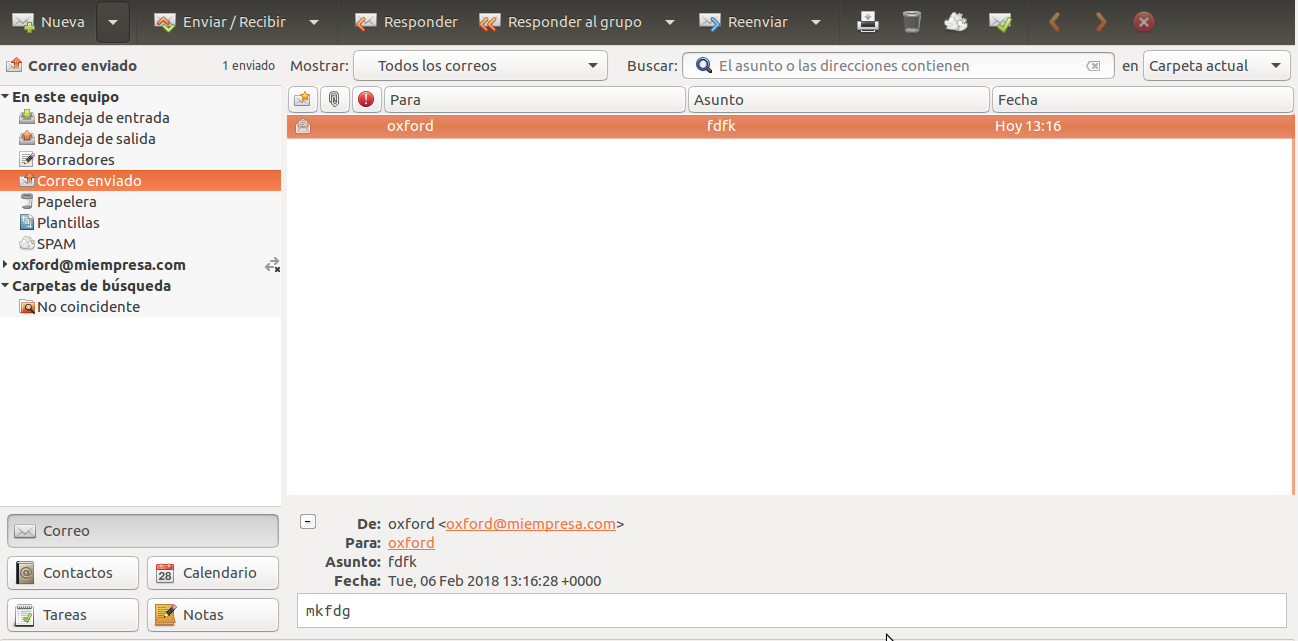 Nueva Enviar / Recibir Responder Responder al grupo Reenviar
Correo enviado 1 enviado Mostrar: Todos los correos Buscar: El asunto o las direcciones contienen en Carpeta actual
En este equipo
Bandeja de entrada
Bandeja de salida
Borradores
Correo enviado
Papelera
Plantillas
SPAM
oxford@miempresa.com
Carpetas de búsqueda
No coincidente
Para Asunto Fecha
oxford fdfk Hoy 13:16
Correo
Contactos 28 Calendario
Tareas Notas
De: oxford <oxford@miempresa.com>
Para: oxford
Asunto: fdfk
Fecha: Tue, 06 Feb 2018 13:16:28 +0000
mkfdg